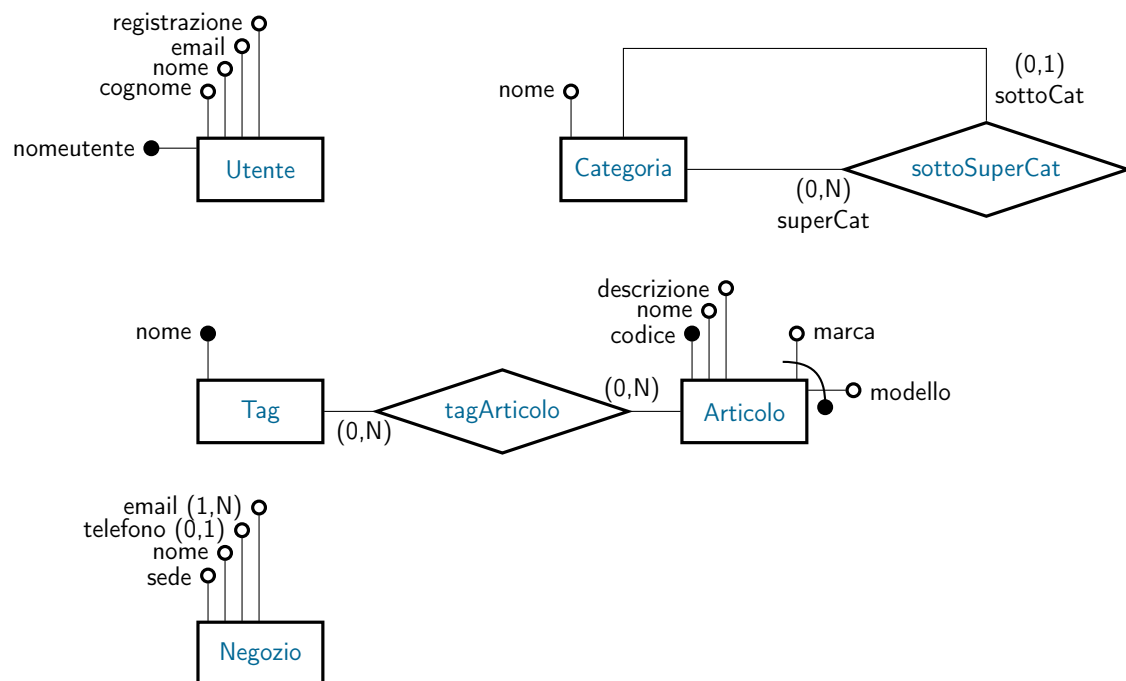 registrazione
email
nome
cognome
nomeutente
Utente
nome
Categoria
(0,1)
sottoCat
sottoSuperCat
(0,N)
superCat
nome
Tag
(0,N)
tagArticolo
(0,N)
descrizione
nome
codice
marca
modello
Articolo
email (1,N)
telefono (0,1)
nome
sede
Negozio